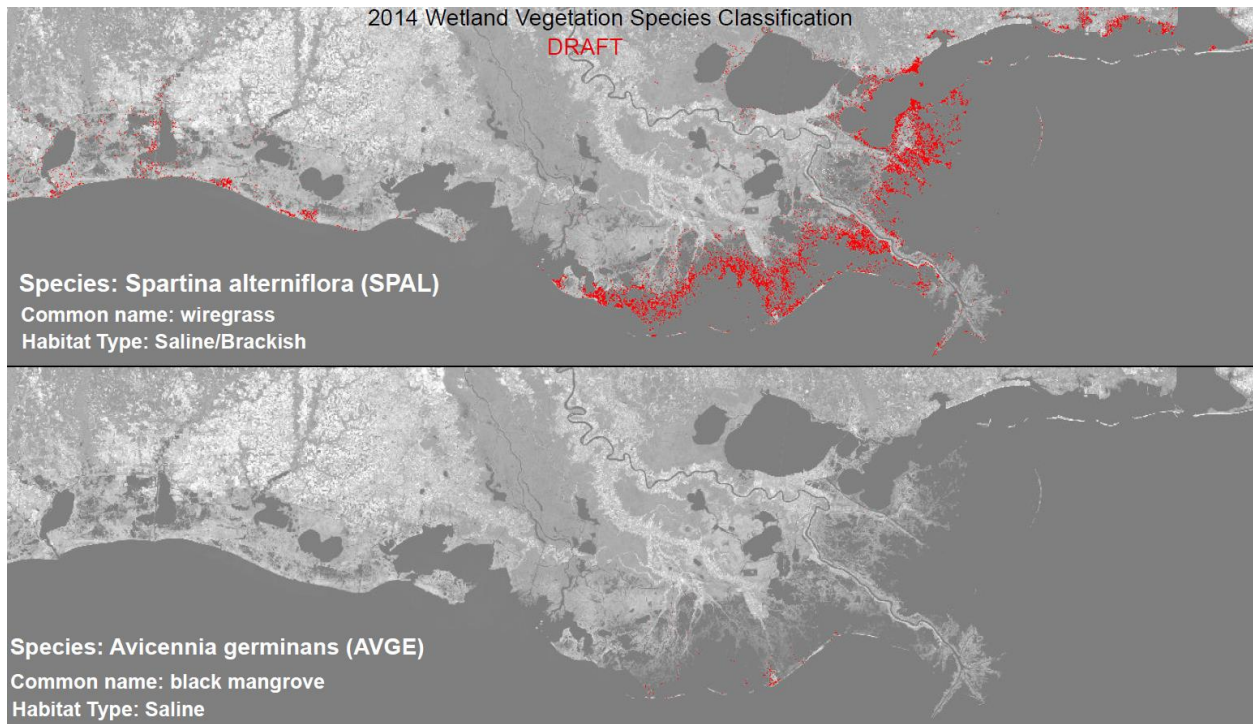 2014 Wetland Vegetation Species Classification
DRAFT
Species: Spartina alterniflora (SPAL)
Common name: wiregrass
Habitat Type: Saline/Brackish
Species: Avicennia germinans (AVGE)
Common name: black mangrove
Habitat Type: Saline